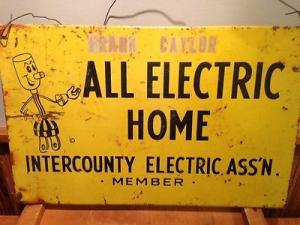 FRANK CAYLOR
ALL ELECTRIC
HOME
INTERCOUNTY ELECTRIC ASS'N.
· MEMBER ·